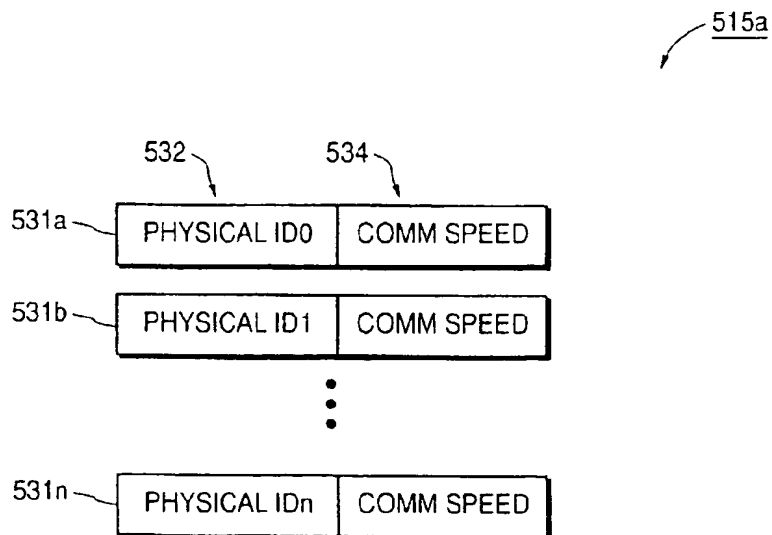 515a
532 534
531a PHYSICAL ID0 COMM SPEED
531b PHYSICAL ID1 COMM SPEED
531n PHYSICAL IDn COMM SPEED